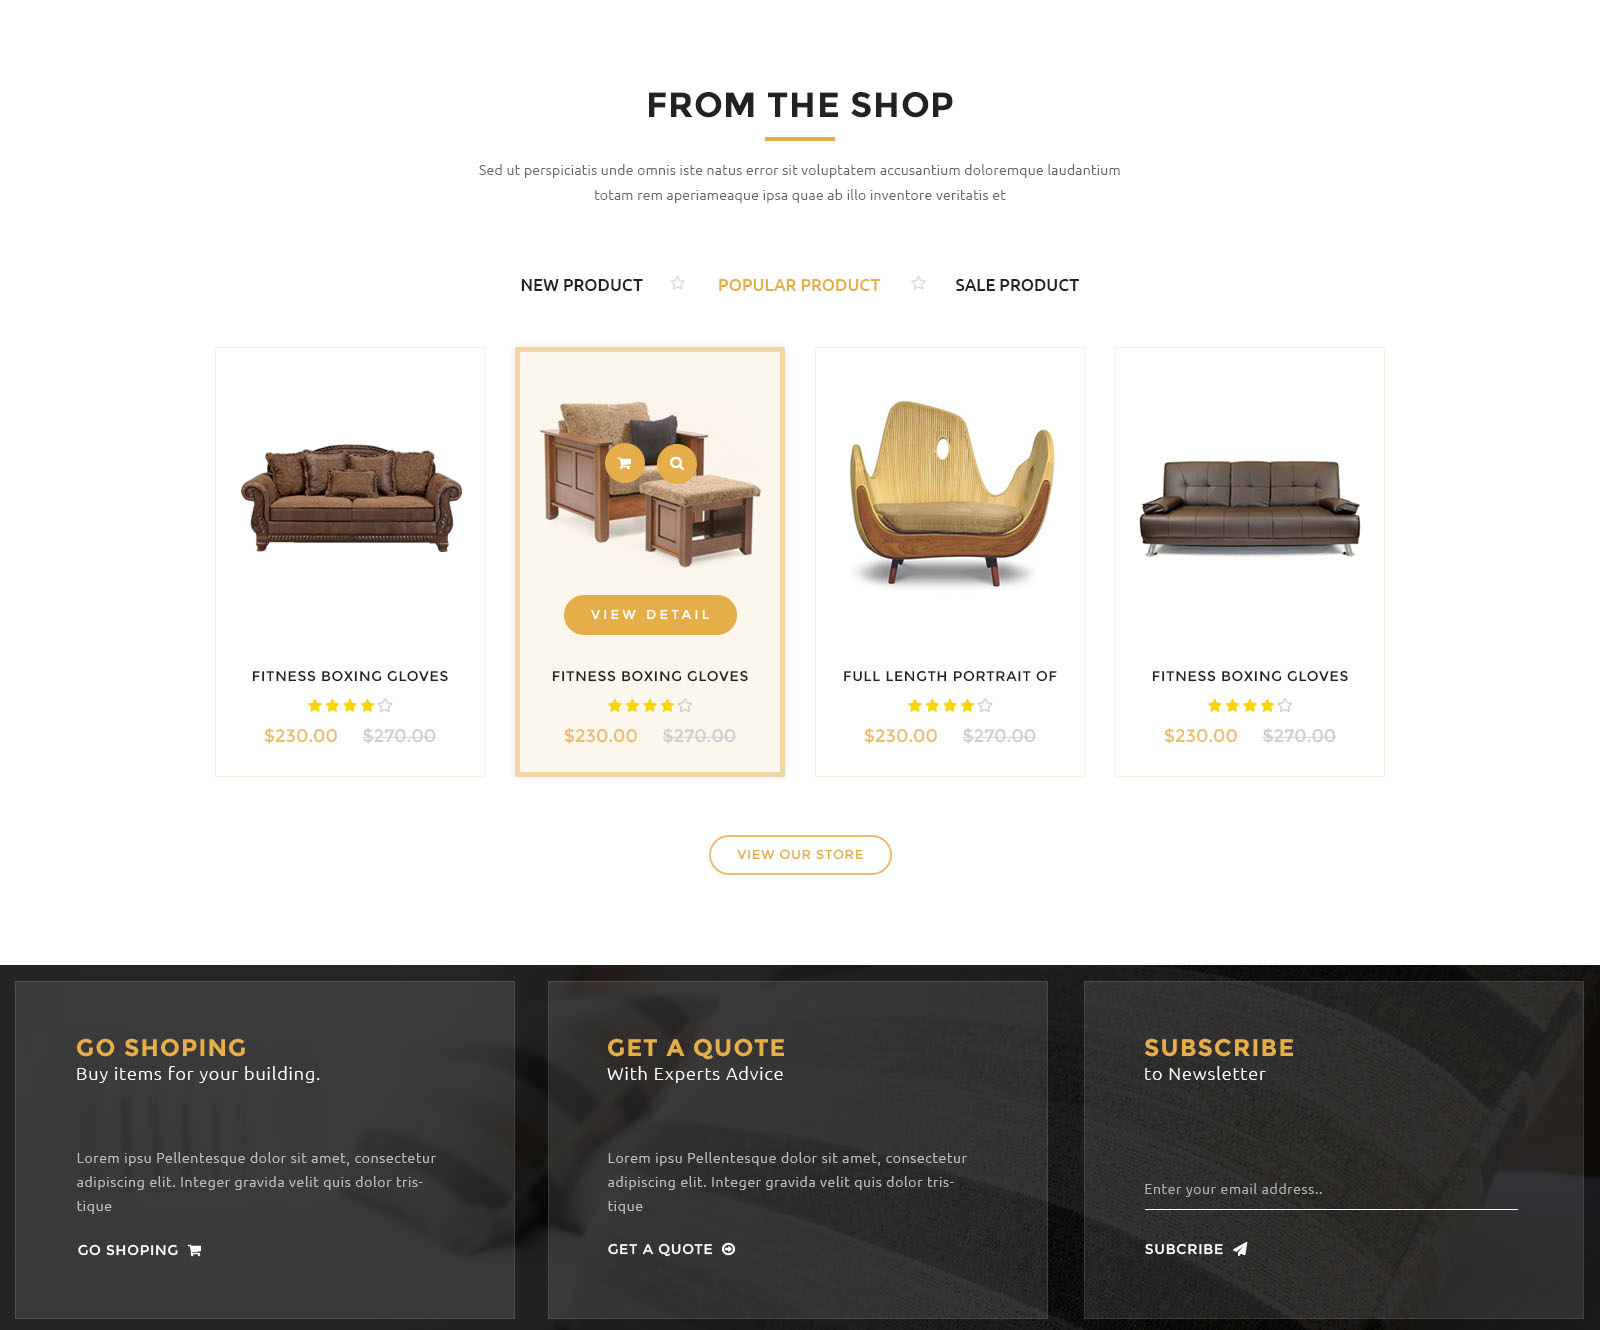 FROM THE SHOP
Sed ut perspiciatis unde omnis iste natus error sit voluptatem accusantium doloremque laudantium
totam rem aperiameaque ipsa quae ab illo inventore veritatis et
NEW PRODUCT
POPULAR PRODUCT
SALE PRODUCT
FITNESS BOXING GLOVES
$230.00 $270.00
VIEW DETAIL
FITNESS BOXING GLOVES
$230.00 $270.00
FULL LENGTH PORTRAIT OF
$230.00 $270.00
FITNESS BOXING GLOVES
$230.00 $270.00
VIEW OUR STORE
GO SHOPING
Buy items for your building.
Lorem ipsu Pellentesque dolor sit amet, consectetur
adipiscing elit. Integer gravida velit quis dolor tris-
tique
GO SHOPING
GET A QUOTE
With Experts Advice
Lorem ipsu Pellentesque dolor sit amet, consectetur
adipiscing elit. Integer gravida velit quis dolor tris-
tique
GET A QUOTE
SUBSCRIBE
to Newsletter
Enter your email address..
SUBCRIBE